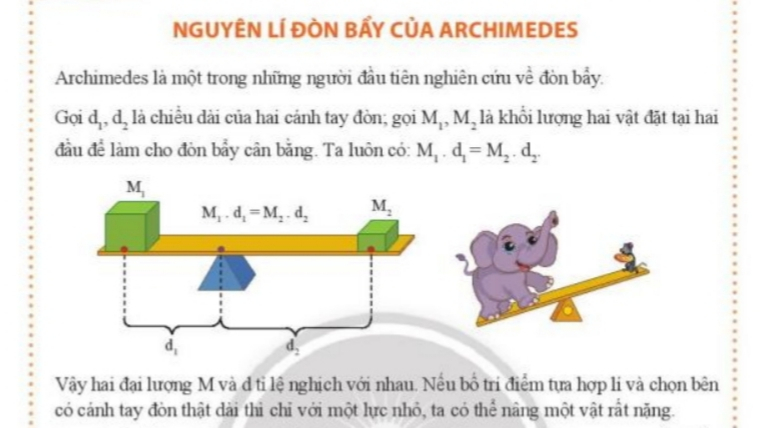 NGUYÊN LÍ ĐÒN BẨY CỦA ARCHIMEDES
Archimedes là một trong những người đầu tiên nghiên cứu về đòn bẩy.
Gọi d₁, d₂ là chiều dài của hai cánh tay đòn; gọi M₁, M₂ là khối lượng hai vật đặt tại hai
đầu để làm cho đòn bẩy cân bằng. Ta luôn có: M₁ . d₁ = M₂ . d₂.
M₁
M₁ . d₁ = M₂ . d₂
M₂
d₁
d₂
Vậy hai đại lượng M và d tỉ lệ nghịch với nhau. Nếu bố trí điểm tựa hợp lí và chọn bên
có cánh tay đòn thật dài thì chỉ với một lực nhỏ, ta có thể nâng một vật rất nặng.